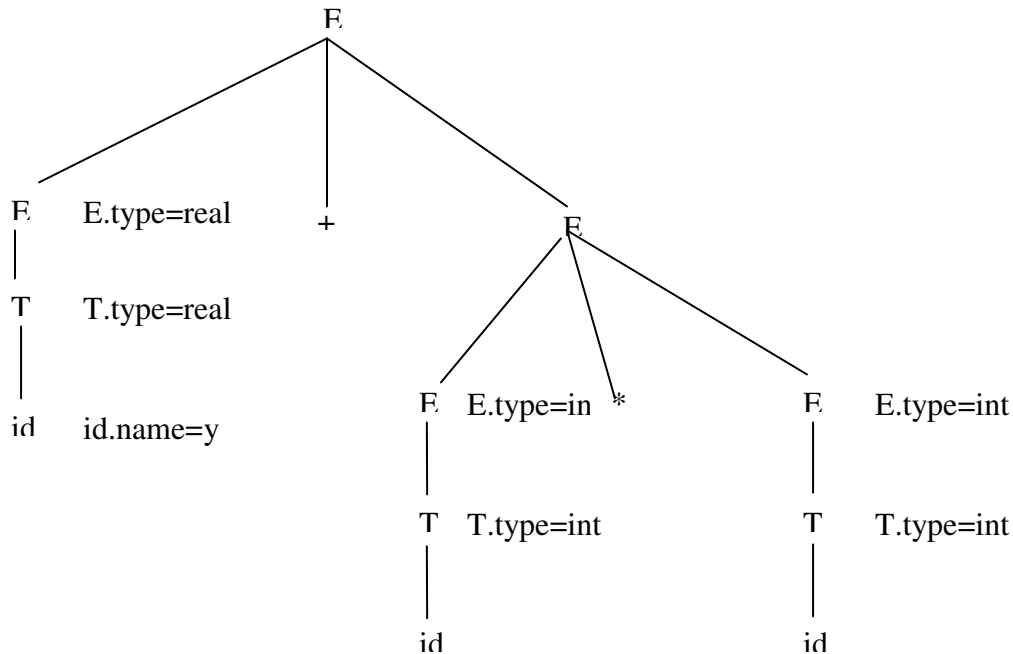 E
E E.type=real + E
T T.type=real
id id.name=y
E E.type=in * E E.type=int
T T.type=int T T.type=int
id id